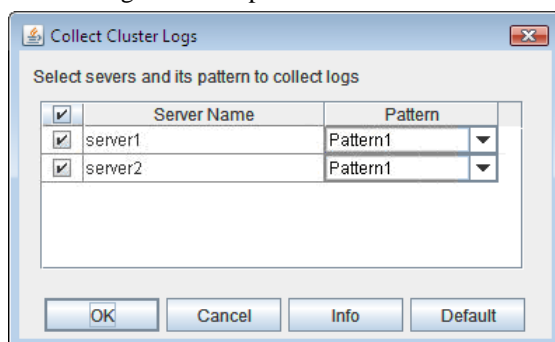 Collect Cluster Logs
Select severs and its pattern to collect logs
Server Name Pattern
server1 Pattern1
server2 Pattern1
OK Cancel Info Default